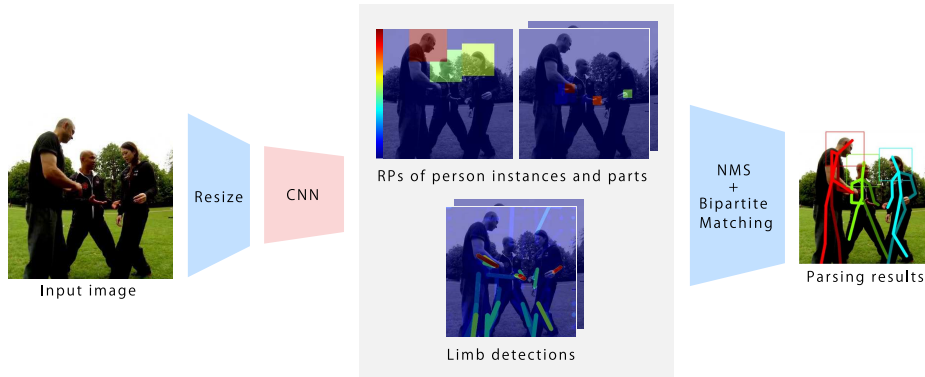 Input image
Resize
CNN
RPs of person instances and parts
Limb detections
NMS
+
Bipartite
Matching
Parsing results